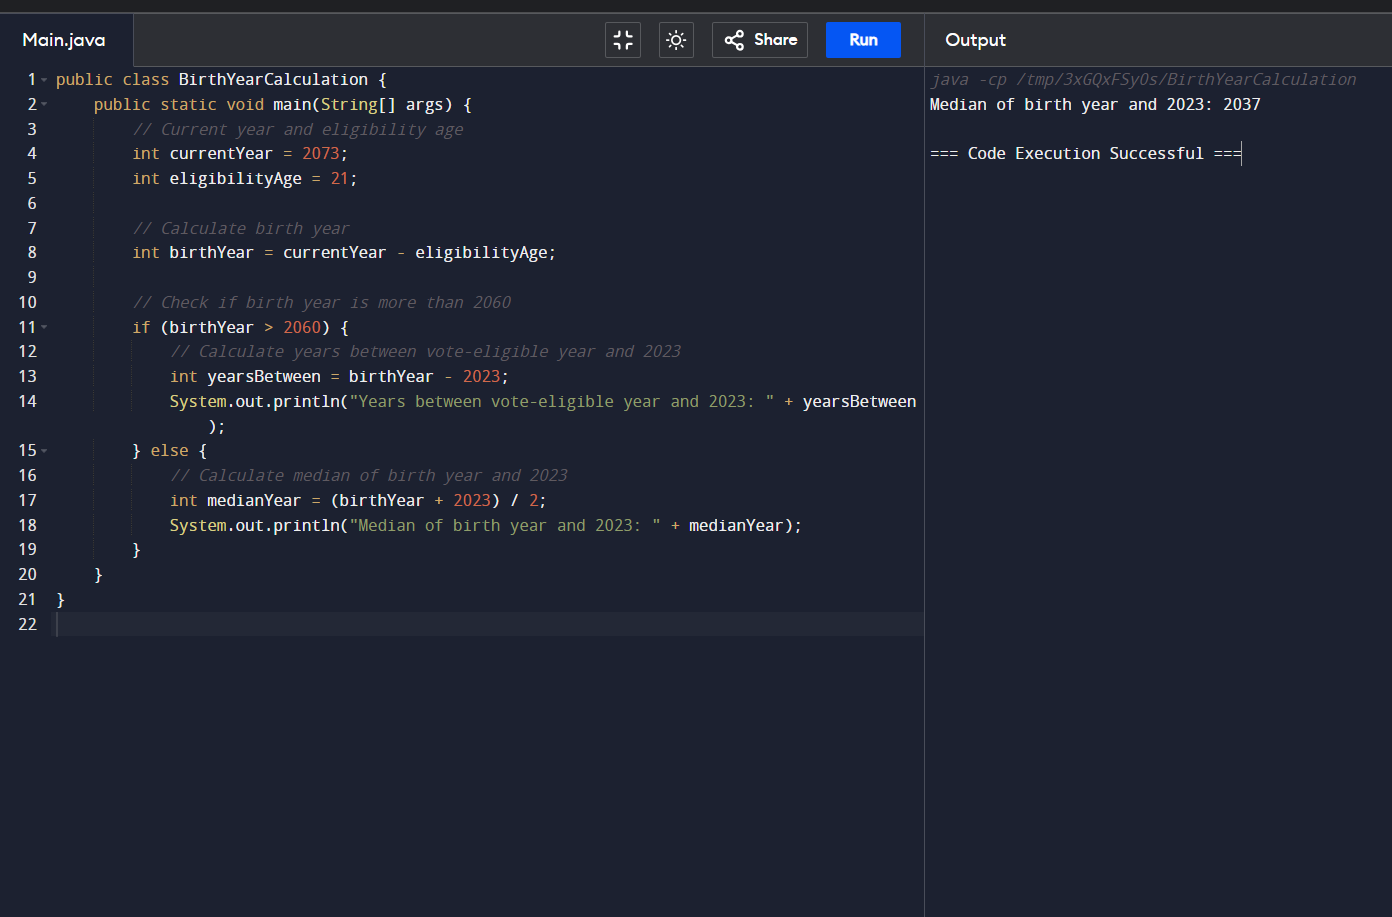 Main.java
Share
Run
Output
1 public class BirthYearCalculation {
2 public static void main(String[] args) {
3 // Current year and eligibility age
4 int currentYear = 2073;
5 int eligibilityAge = 21;
6
7 // Calculate birth year
8 int birthYear = currentYear - eligibilityAge;
9
10 // Check if birth year is more than 2060
11 if (birthYear > 2060) {
12 // Calculate years between vote-eligible year and 2023
13 int yearsBetween = birthYear - 2023;
14 System.out.println("Years between vote-eligible year and 2023: " + yearsBetween
);
15 } else {
16 // Calculate median of birth year and 2023
17 int medianYear = (birthYear + 2023) / 2;
18 System.out.println("Median of birth year and 2023: " + medianYear);
19 }
20 }
21 }
22
java -cp /tmp/3xGQxFSy0s/BirthYearCalculation
Median of birth year and 2023: 2037
=== Code Execution Successful ===